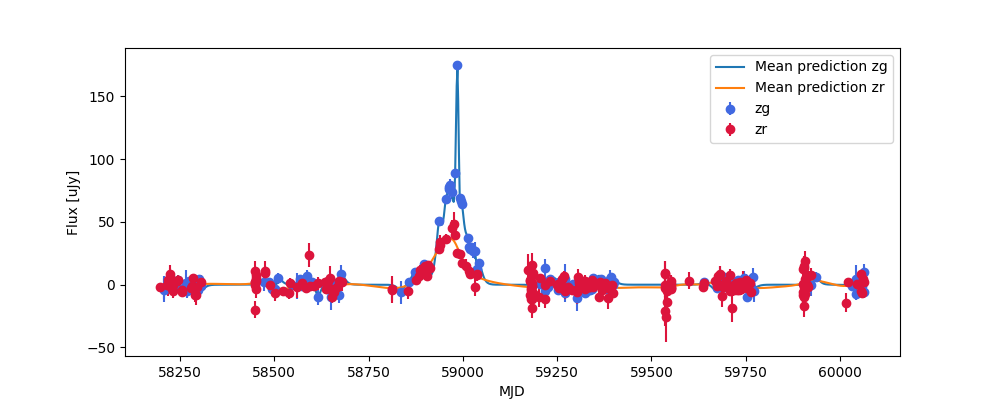 Mean prediction zg
Mean prediction zr
zg
zr
Flux [uJy]
150
100
50
0
−50
58250
58500
58750
59000
59250
59500
59750
60000
MJD